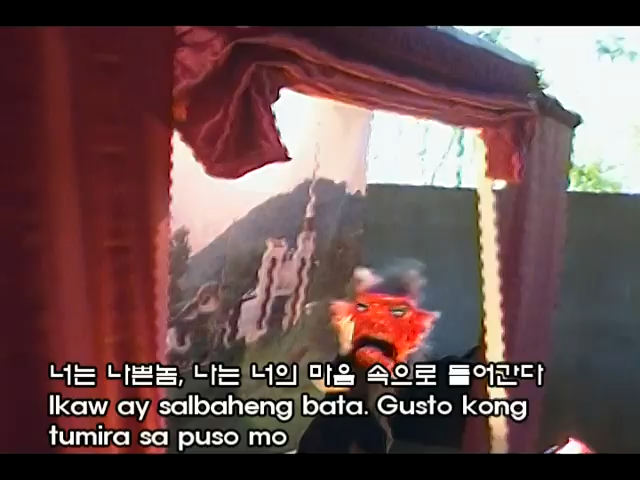 너는 나쁜놈, 나는 너의 마음 속으로 들어간다
Ikaw ay salbaheng bata. Gusto kong
tumira sa puso mo